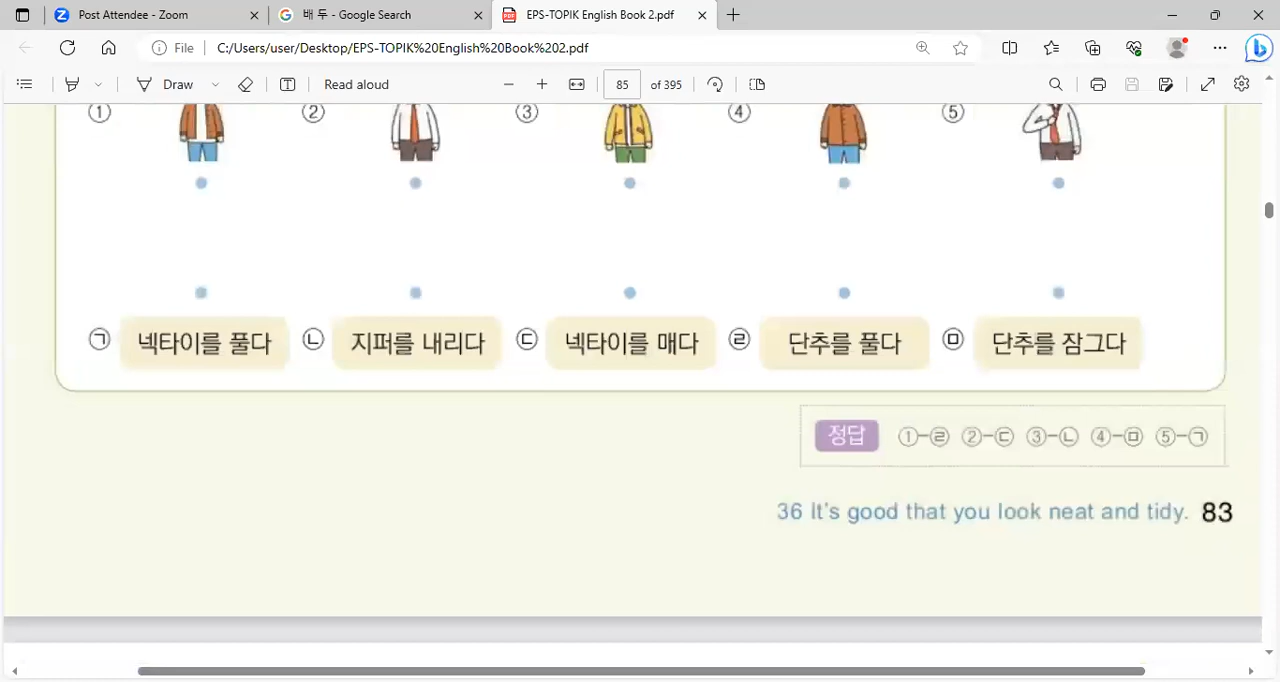 Post Attendee - Zoom
배 두 - Google Search
EPS-TOPIK English Book 2.pdf
File
C:/Users/user/Desktop/EPS-TOPIK%20English%20Book%202.pdf
Draw
Read aloud
85 of 395
① ② ③ ④ ⑤
㉠ 넥타이를 풀다 ㉡ 지퍼를 내리다 ㉢ 넥타이를 매다 ㉣ 단추를 풀다 ㉤ 단추를 잠그다
정답 ①-㉣ ②-㉢ ③-㉡ ④-㉤ ⑤-㉠
36 It's good that you look neat and tidy. 83